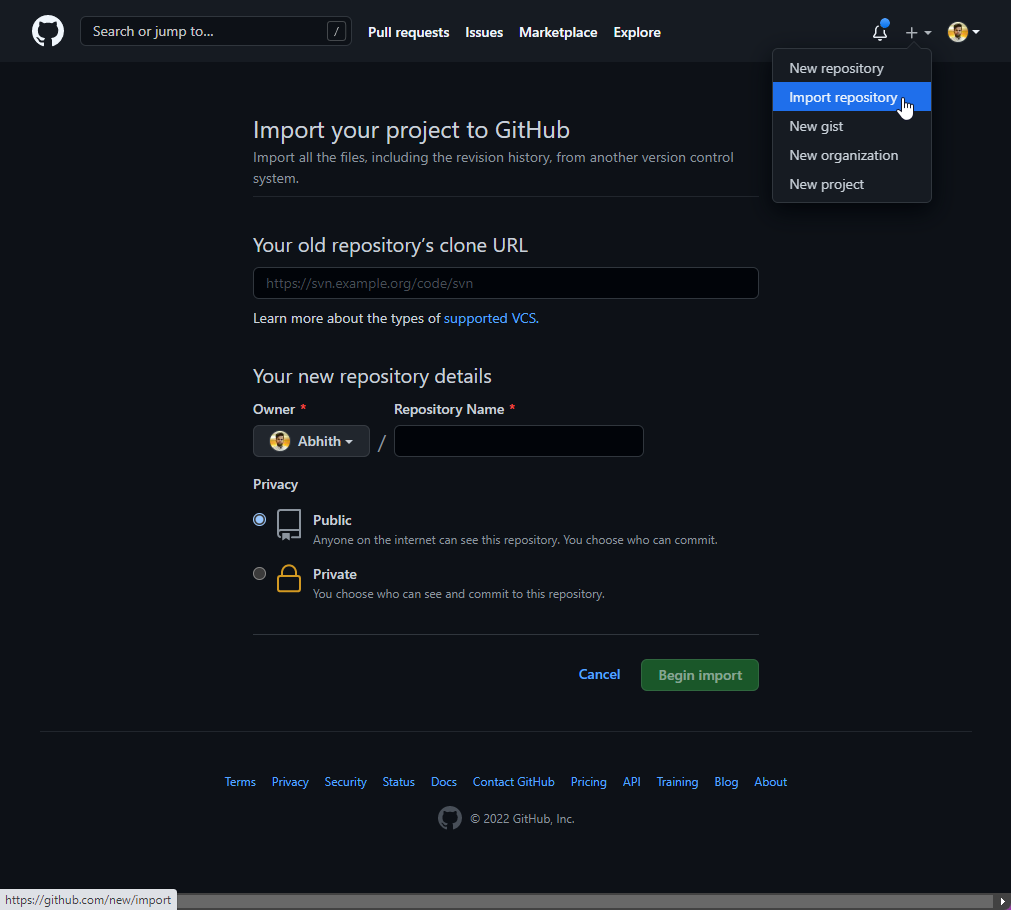 Search or jump to... /
Pull requests Issues Marketplace Explore
New repository
Import repository
New gist
New organization
New project
Import your project to GitHub
Import all the files, including the revision history, from another version control
system.
Your old repository’s clone URL
https://svn.example.org/code/svn
Learn more about the types of supported VCS.
Your new repository details
Owner * Repository Name *
Abhith /
Privacy
Public
Anyone on the internet can see this repository. You choose who can commit.
Private
You choose who can see and commit to this repository.
Cancel Begin import
Terms Privacy Security Status Docs Contact GitHub Pricing API Training Blog About
© 2022 GitHub, Inc.
https://github.com/new/import